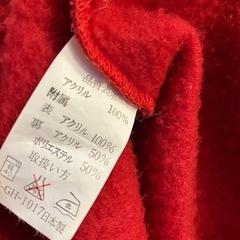 品質表示
アクリル 100%
附属
表 アクリル 100%
裏 アクリル 50%
ポリエステル 50%
取扱い方
GH-1017日本製